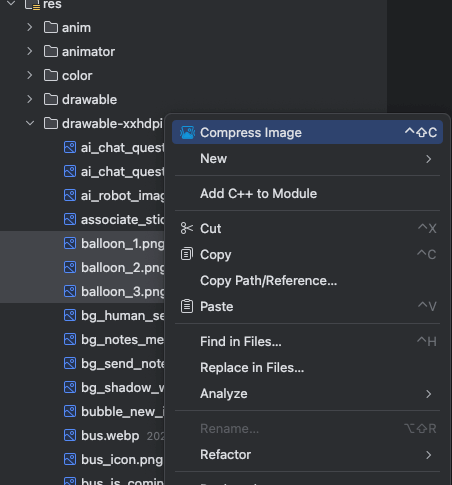 res
anim
animator
color
drawable
drawable-xxhdpi
Compress Image ⌃⇧C
ai_chat_quest
New
ai_chat_quest
ai_robot_imag
Add C++ to Module
associate_stic
Cut ⌃X
balloon_1.png
Copy ⌃C
balloon_2.png
Copy Path/Reference...
balloon_3.png
Paste ⌃V
bg_human_se
bg_notes_me
Find in Files... ⌃H
bg_send_note
Replace in Files...
bg_shadow_w
Analyze
bubble_new_i
Rename... ⌥⇧R
bus.webp 202
Refactor
bus_icon.png
bus_is_comin